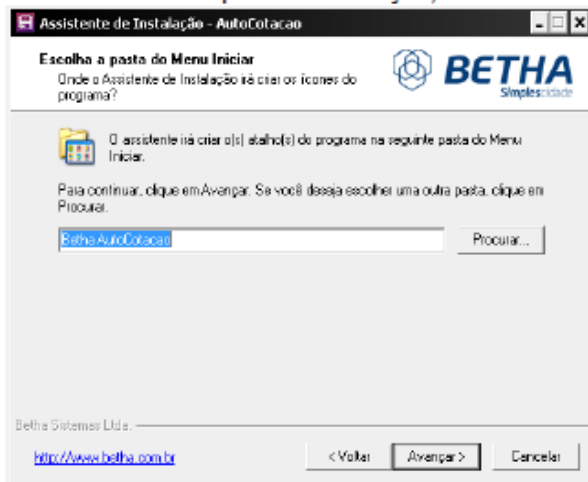 Assistente de Instalação - AutoCotacao
Escolha a pasta do Menu Iniciar
Onde o Assistente de Instalação irá criar os ícones do
programa?
BETHA
Simplescidade
O assistente irá criar o(s) atalho(s) do programa na seguinte pasta do Menu
Iniciar.
Para continuar, clique em Avançar. Se você deseja escolher uma outra pasta, clique em
Procurar.
Betha AutoCotacao
Procurar...
Betha Sistemas Ltda.
http://www.betha.com.br
< Voltar
Avançar >
Cancelar